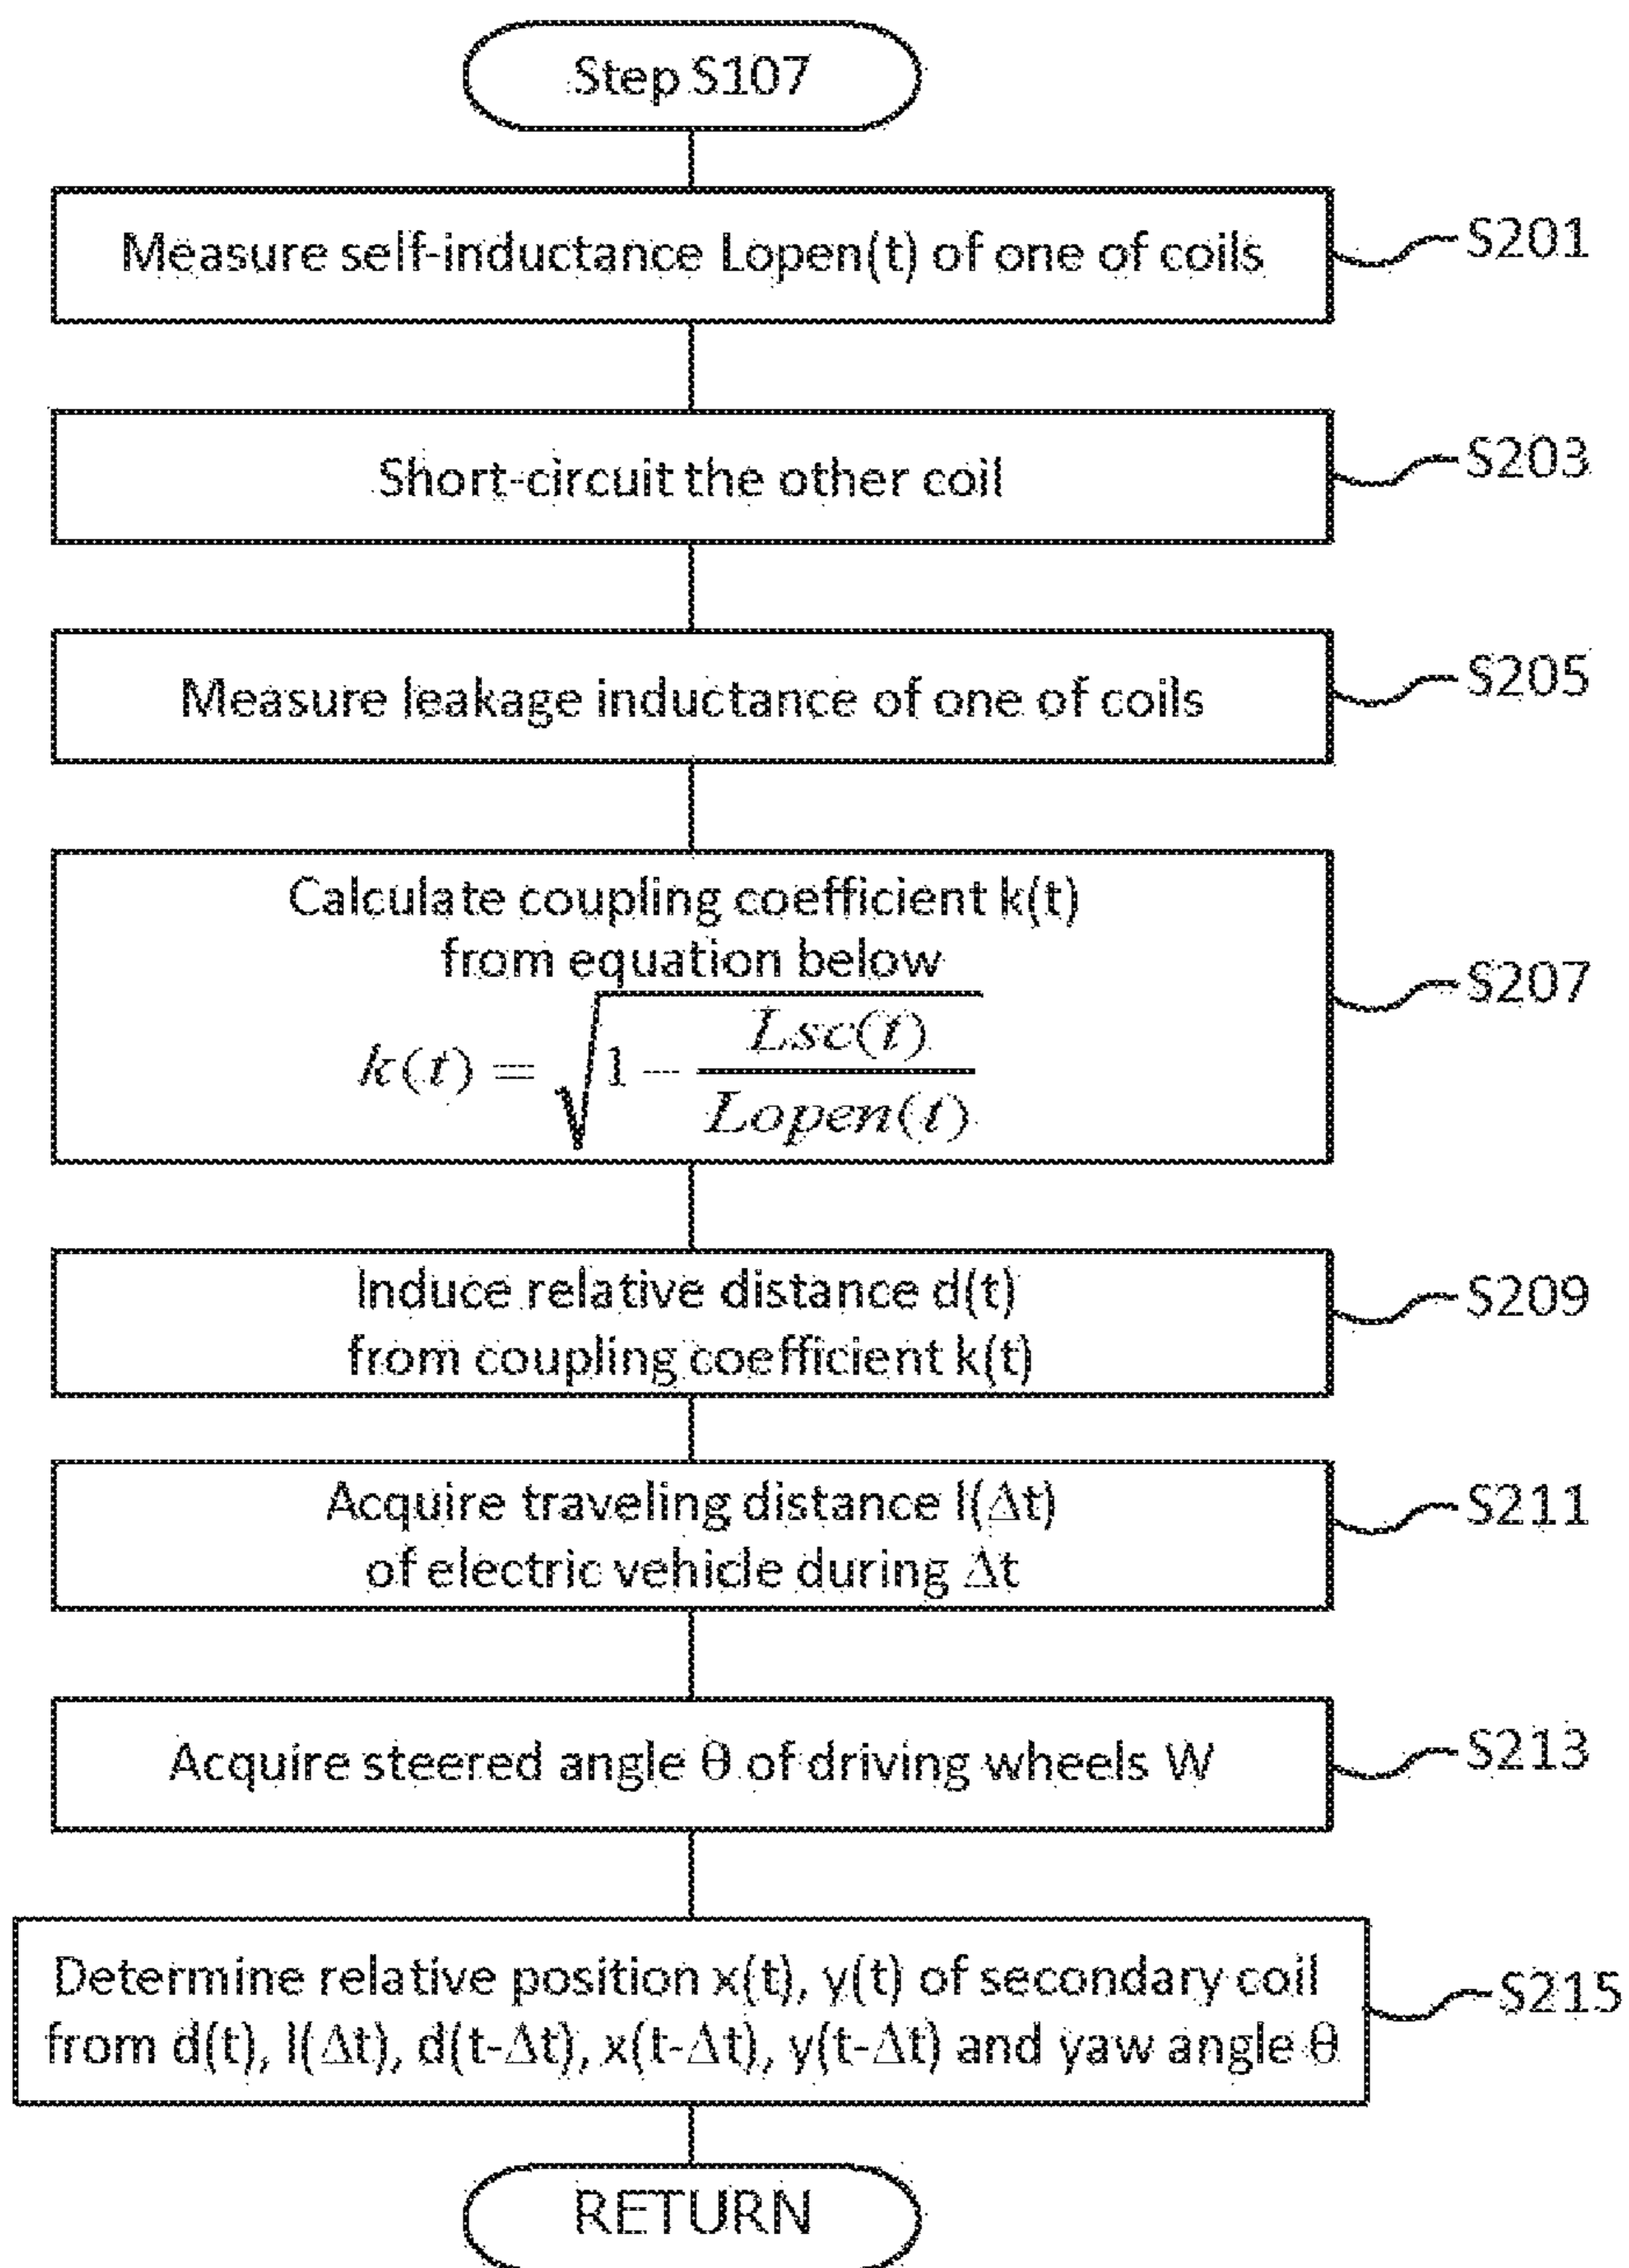 Step S107
Measure self-inductance Lopen(t) of one of coils
S201
Short-circuit the other coil
S203
Measure leakage inductance of one of coils
S205
Calculate coupling coefficient k(t)
from equation below
k(t) = √(1 - Lsc(t) / Lopen(t))
S207
Induce relative distance d(t)
from coupling coefficient k(t)
S209
Acquire traveling distance l(Δt)
of electric vehicle during Δt
S211
Acquire steered angle θ of driving wheels W
S213
Determine relative position x(t), y(t) of secondary coil
from d(t), l(Δt), d(t-Δt), x(t-Δt), y(t-Δt) and yaw angle θ
S215
RETURN